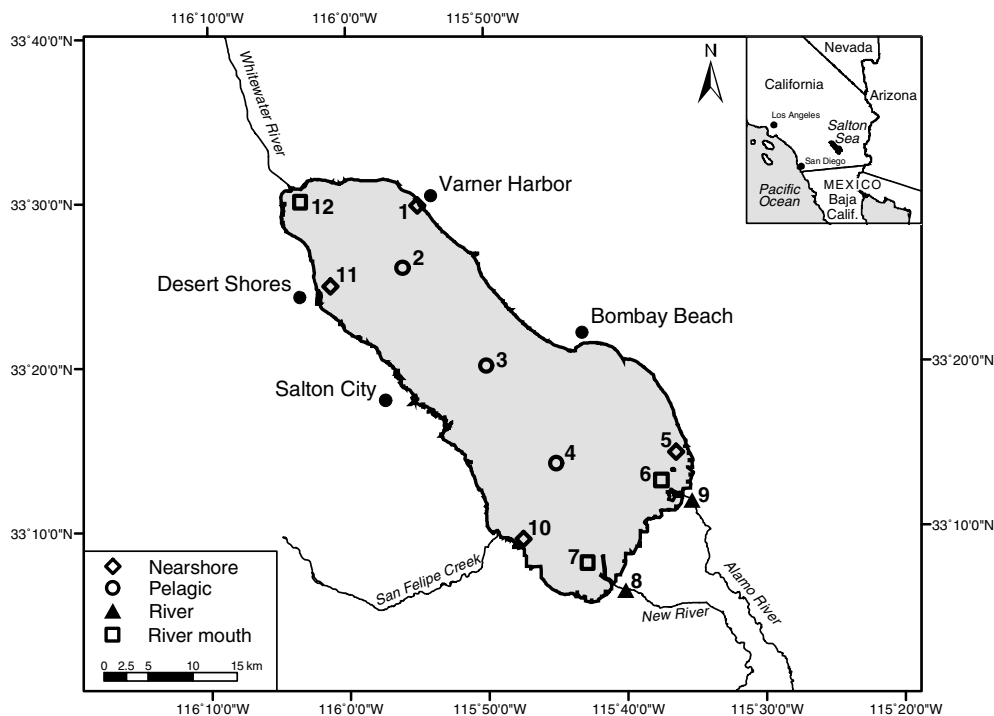 116˚10'0"W 116˚0'0"W 115˚50'0"W
33˚40'0"N
33˚30'0"N
33˚20'0"N
33˚10'0"N
N
Nevada
California
Arizona
Los Angeles
Salton
Sea
San Diego
Pacific
Ocean
MEXICO
Baja
Calif.
Whitewater River
Varner Harbor
12
1
2
11
Desert Shores
Bombay Beach
3
Salton City
33˚20'0"N
5
4
6
9
10
33˚10'0"N
7
8
San Felipe Creek
Alamo River
New River
Nearshore
Pelagic
River
River mouth
0 2.5 5 10 15 km
116˚10'0"W 116˚0'0"W 115˚50'0"W 115˚40'0"W 115˚30'0"W 115˚20'0"W